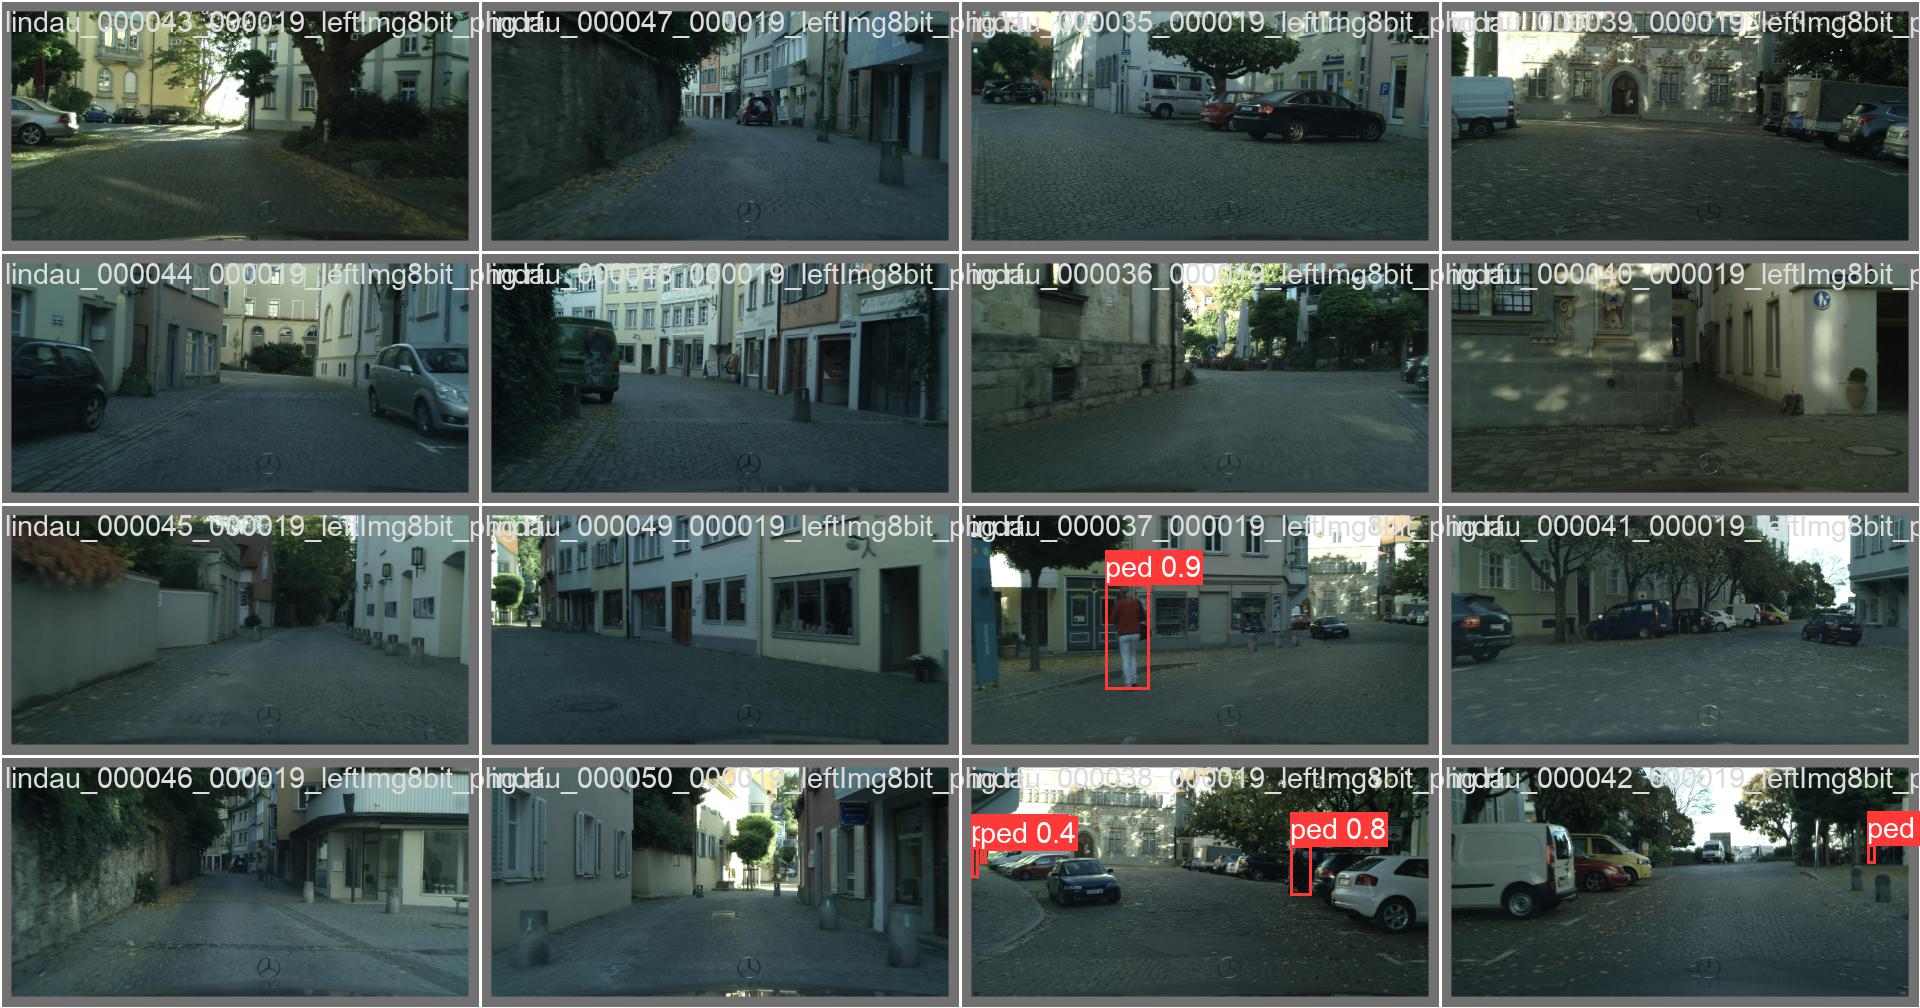 lindau_000043_000019_leftImg8bit_p
lindau_000047_000019_leftImg8bit_p
lindau_000035_000019_leftImg8bit_p
lindau_000039_000019_leftImg8bit_p
lindau_000044_000019_leftImg8bit_p
lindau_000048_000019_leftImg8bit_p
lindau_000036_000019_leftImg8bit_p
lindau_000040_000019_leftImg8bit_p
lindau_000045_000019_leftImg8bit_p
lindau_000049_000019_leftImg8bit_p
lindau_000037_000019_leftImg8bit_p
lindau_000041_000019_leftImg8bit_p
ped 0.9
lindau_000046_000019_leftImg8bit_p
lindau_000050_000019_leftImg8bit_p
lindau_000038_000019_leftImg8bit_p
lindau_000042_000019_leftImg8bit_p
ped 0.4
ped 0.8
ped